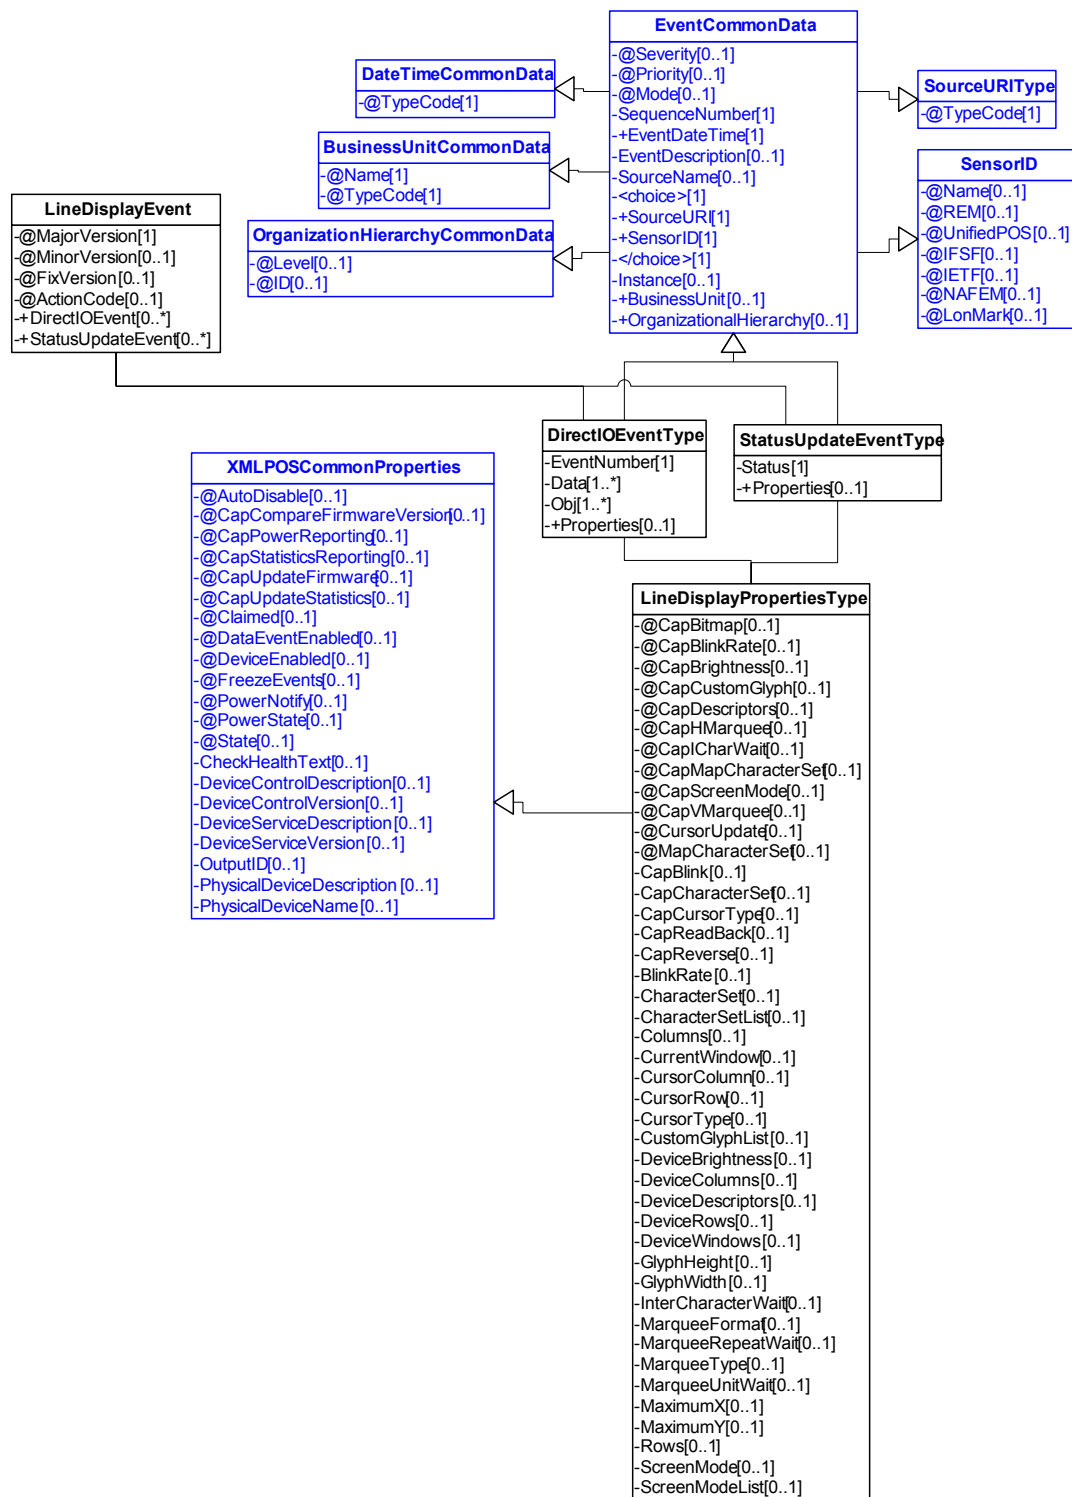 EventCommonData
-@Severity[0..1]
-@Priority[0..1]
-@Mode[0..1]
-SequenceNumber[1]
-+EventDateTime[1]
-EventDescription[0..1]
-SourceName[0..1]
-<choice>[1]
-+SourceURI[1]
-+SensorID[1]
-</choice>[1]
-Instance[0..1]
-+BusinessUnit[0..1]
-+OrganizationalHierarchy[0..1]
DateTimeCommonData
-@TypeCode[1]
SourceURIType
-@TypeCode[1]
BusinessUnitCommonData
-@Name[1]
-@TypeCode[1]
SensorID
-@Name[0..1]
-@REM[0..1]
-@UnifiedPOS[0..1]
-@IFSF[0..1]
-@IETF[0..1]
-@NAFEM[0..1]
-@LonMark[0..1]
LineDisplayEvent
-@MajorVersion[1]
-@MinorVersion[0..1]
-@FixVersion[0..1]
-@ActionCode[0..1]
-+DirectIOEvent[0..*]
-+StatusUpdateEvent[0..*]
OrganizationHierarchyCommonData
-@Level[0..1]
-@ID[0..1]
DirectIOEventType
-EventNumber[1]
-Data[1..*]
-Obj[1..*]
-+Properties[0..1]
StatusUpdateEventType
-Status[1]
-+Properties[0..1]
XMLPOSCommonProperties
-@AutoDisable[0..1]
-@CapCompareFirmwareVersion[0..1]
-@CapPowerReporting[0..1]
-@CapStatisticsReporting[0..1]
-@CapUpdateFirmware[0..1]
-@CapUpdateStatistics[0..1]
-@Claimed[0..1]
-@DataEventEnabled[0..1]
-@DeviceEnabled[0..1]
-@FreezeEvents[0..1]
-@PowerNotify[0..1]
-@PowerState[0..1]
-@State[0..1]
-CheckHealthText[0..1]
-DeviceControlDescription[0..1]
-DeviceControlVersion[0..1]
-DeviceServiceDescription[0..1]
-DeviceServiceVersion[0..1]
-OutputID[0..1]
-PhysicalDeviceDescription[0..1]
-PhysicalDeviceName[0..1]
LineDisplayPropertiesType
-@CapBitmap[0..1]
-@CapBlinkRate[0..1]
-@CapBrightness[0..1]
-@CapCustomGlyph[0..1]
-@CapDescriptors[0..1]
-@CapHMarquee[0..1]
-@CapICharWait[0..1]
-@CapMapCharacterSet[0..1]
-@CapScreenMode[0..1]
-@CapVMarquee[0..1]
-@CursorUpdate[0..1]
-@MapCharacterSet[0..1]
-CapBlink[0..1]
-CapCharacterSet[0..1]
-CapCursorType[0..1]
-CapReadBack[0..1]
-CapReverse[0..1]
-BlinkRate[0..1]
-CharacterSet[0..1]
-CharacterSetList[0..1]
-Columns[0..1]
-CurrentWindow[0..1]
-CursorColumn[0..1]
-CursorRow[0..1]
-CursorType[0..1]
-CustomGlyphList[0..1]
-DeviceBrightness[0..1]
-DeviceColumns[0..1]
-DeviceDescriptors[0..1]
-DeviceRows[0..1]
-DeviceWindows[0..1]
-GlyphHeight[0..1]
-GlyphWidth[0..1]
-InterCharacterWait[0..1]
-MarqueeFormat[0..1]
-MarqueeRepeatWait[0..1]
-MarqueeType[0..1]
-MarqueeUnitWait[0..1]
-MaximumX[0..1]
-MaximumY[0..1]
-Rows[0..1]
-ScreenMode[0..1]
-ScreenModeList[0..1]